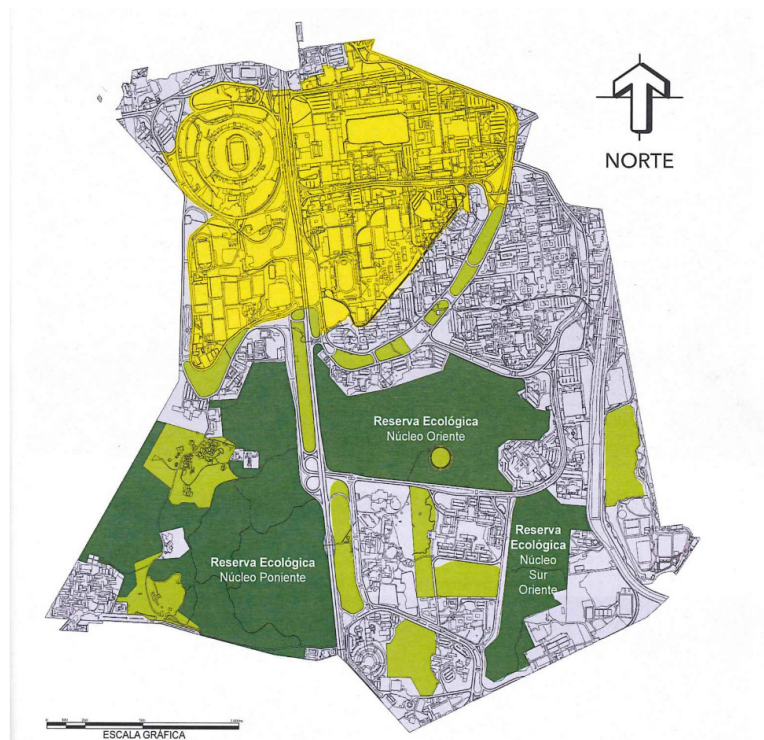 NORTE
Reserva Ecológica
Núcleo Oriente
Reserva
Ecológica
Núcleo
Sur
Oriente
Reserva Ecológica
Núcleo Poniente
ESCALA GRÁFICA